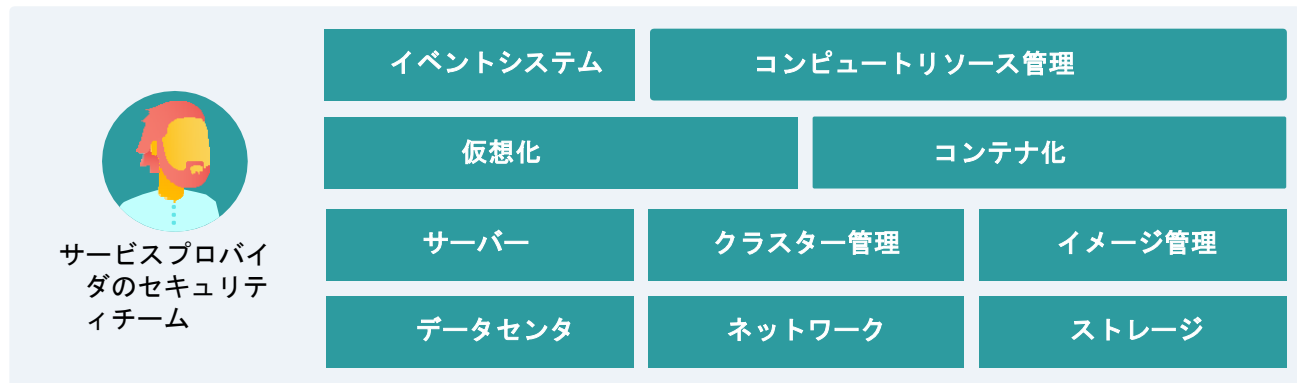 イベントシステム
コンピュートリソース管理
仮想化
コンテナ化
サービスプロバイ
ダのセキュリテ
ィチーム
サーバー
クラスター管理
イメージ管理
データセンタ
ネットワーク
ストレージ